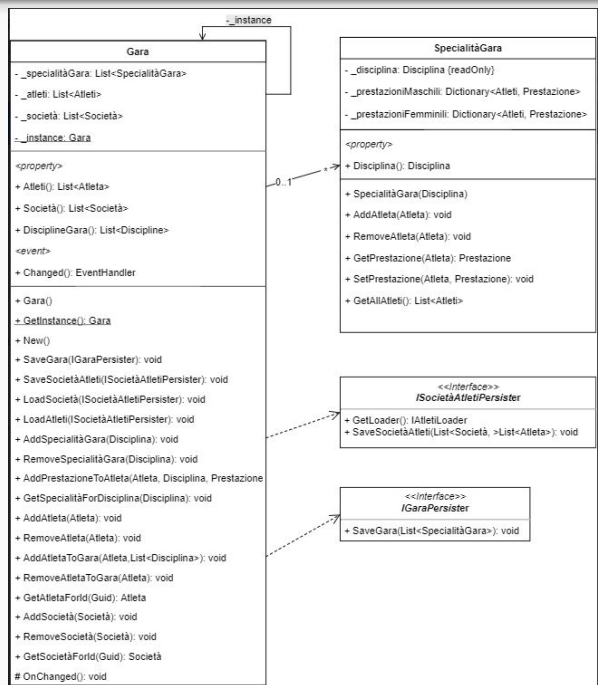 -_instance
Gara
- _specialitàGara: List<SpecialitàGara>
- _atleti: List<Atleti>
- _società: List<Società>
- _instance: Gara
<property>
+ Atleti(): List<Atleta>
+ Società(): List<Società>
+ DisciplineGara(): List<Discipline>
<event>
+ Changed(): EventHandler
+ Gara()
+ GetInstance(): Gara
+ New()
+ SaveGara(IGaraPersister): void
+ SaveSocietàAtleti(ISocietàAtletiPersister): void
+ LoadSocietà(ISocietàAtletiPersister): void
+ LoadAtleti(ISocietàAtletiPersister): void
+ AddSpecialitàGara(Disciplina): void
+ RemoveSpecialitàGara(Disciplina): void
+ AddPrestazioneToAtleta(Atleta, Disciplina, Prestazione
+ GetSpecialitàForDisciplina(Disciplina): void
+ AddAtleta(Atleta): void
+ RemoveAtleta(Atleta): void
+ AddAtletaToGara(Atleta,List<Disciplina>): void
+ RemoveAtletaToGara(Atleta): void
+ GetAtletaForId(Guid): Atleta
+ AddSocietà(Società): void
+ RemoveSocietà(Società): void
+ GetSocietàForId(Guid): Società
# OnChanged(): void
0..1
*
SpecialitàGara
- _disciplina: Disciplina {readOnly}
- _prestazioniMaschili: Dictionary<Atleti, Prestazione>
- _prestazioniFemminili: Dictionary<Atleti, Prestazione>
<property>
+ Disciplina(): Disciplina
+ SpecialitàGara(Disciplina)
+ AddAtleta(Atleta): void
+ RemoveAtleta(Atleta): void
+ GetPrestazione(Atleta): Prestazione
+ SetPrestazione(Atleta, Prestazione): void
+ GetAllAtleti(): List<Atleti>
<<Interface>>
ISocietàAtletiPersister
+ GetLoader(): IAtletiLoader
+ SaveSocietàAtleti(List<Società, >List<Atleta>): void
<<Interface>>
IGaraPersister
+ SaveGara(List<SpecialitàGara>): void